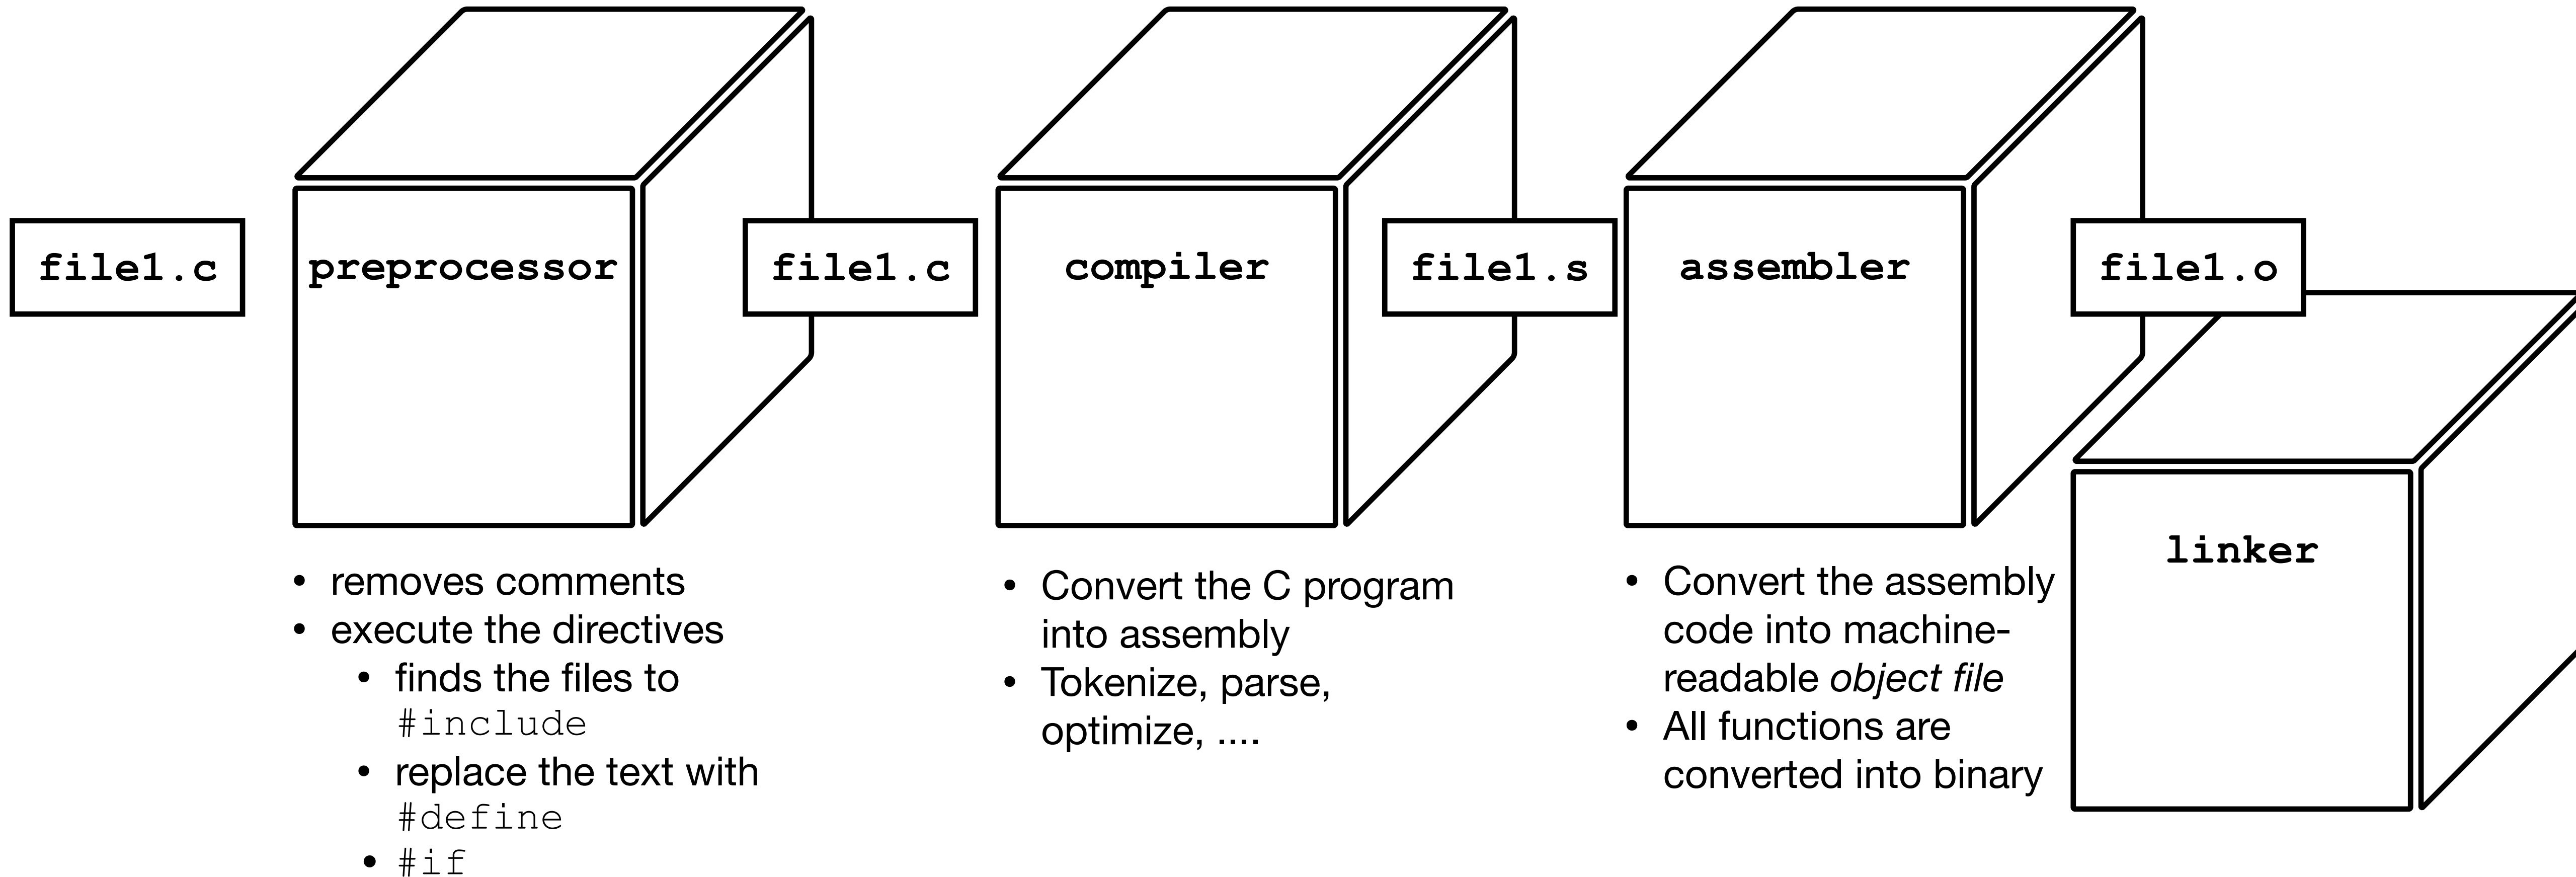 file1.c
preprocessor
file1.c
compiler
file1.s
assembler
file1.o
linker
• removes comments
• execute the directives
• finds the files to
#include
• replace the text with
#define
• #if
• Convert the C program
into assembly
• Tokenize, parse,
optimize, ....
• Convert the assembly
code into machine-
readable object file
• All functions are
converted into binary